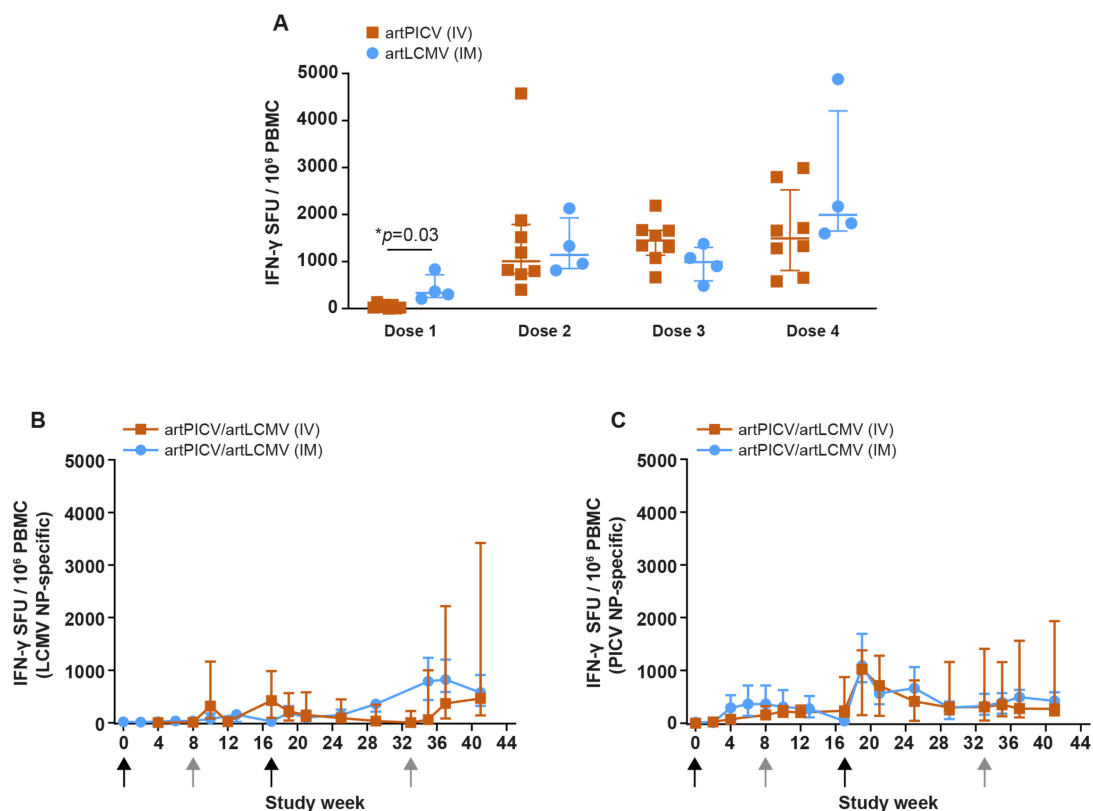 A
artPICV (IV)
artLCMV (IM)
IFN-γ SFU / 10⁶ PBMC
5000
4000
3000
2000
1000
0
*p=0.03
Dose 1 Dose 2 Dose 3 Dose 4
B
artPICV/artLCMV (IV)
artPICV/artLCMV (IM)
IFN-γ SFU / 10⁶ PBMC
(LCMV NP-specific)
5000
4000
3000
2000
1000
0
0 4 8 12 16 20 24 28 32 36 40 44
Study week
C
artPICV/artLCMV (IV)
artPICV/artLCMV (IM)
IFN-γ SFU / 10⁶ PBMC
(PICV NP-specific)
5000
4000
3000
2000
1000
0
0 4 8 12 16 20 24 28 32 36 40 44
Study week